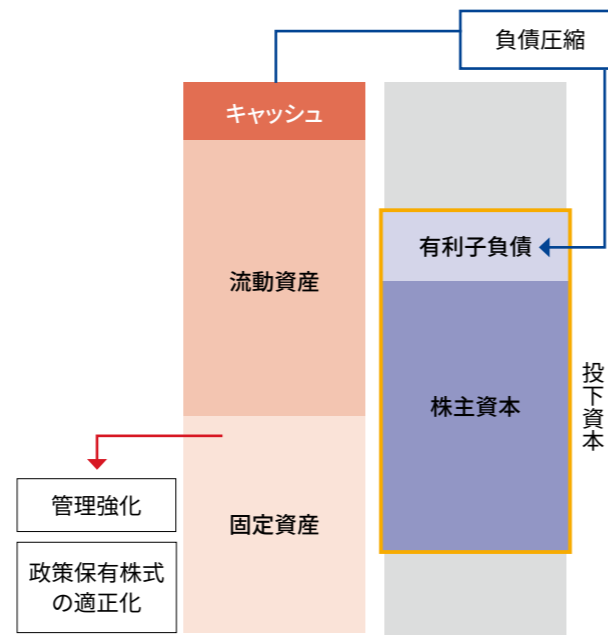 負債圧縮
キャッシュ
有利子負債
流動資産
株主資本
投下資本
管理強化
固定資産
政策保有株式
の適正化